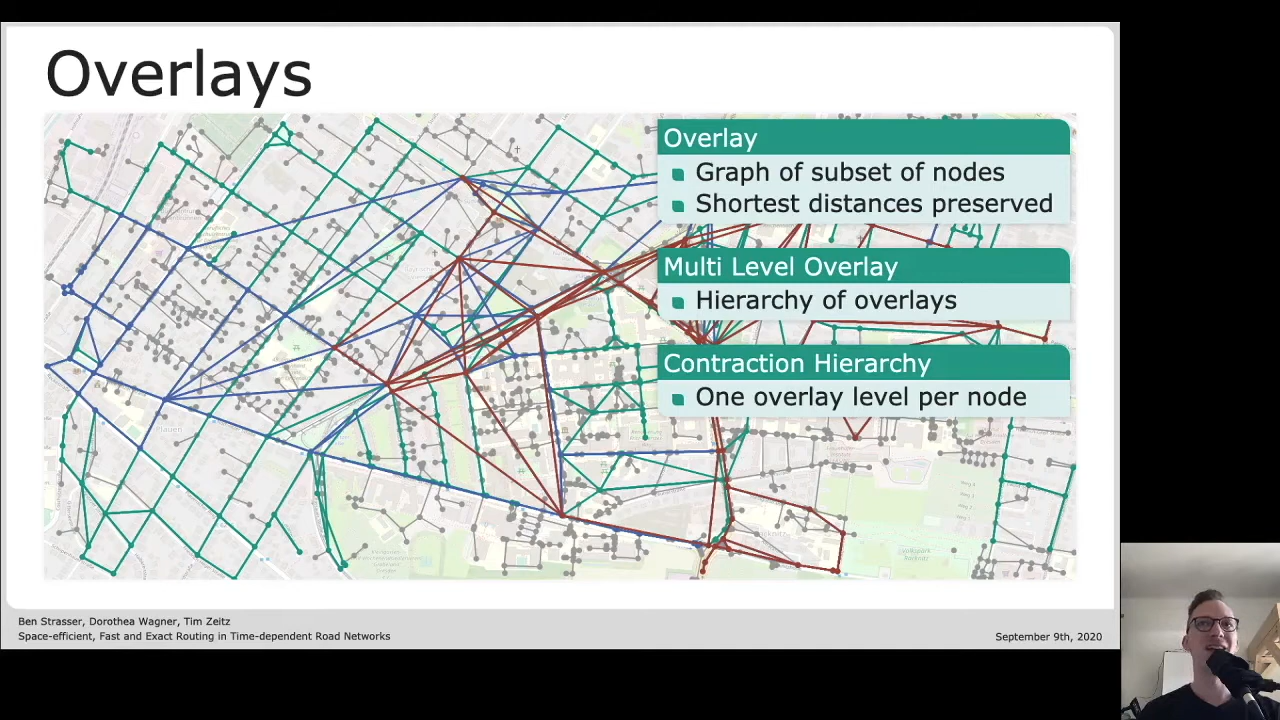 Overlays
Overlay
Graph of subset of nodes
Shortest distances preserved
Multi Level Overlay
Hierarchy of overlays
Contraction Hierarchy
One overlay level per node
Plauen
Ben Strasser, Dorothea Wagner, Tim Zeitz
Space-efficient, Fast and Exact Routing in Time-dependent Road Networks
September 9th, 2020